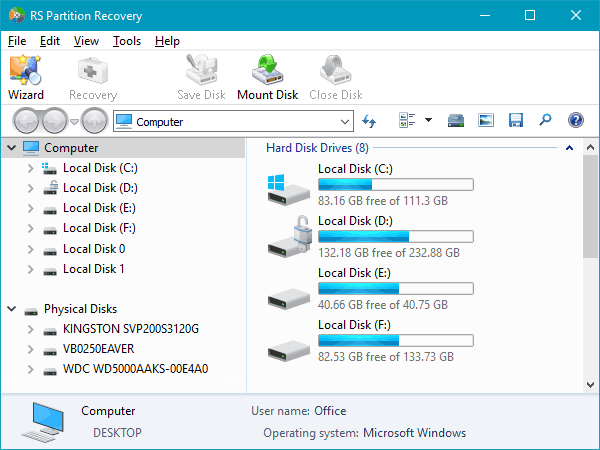 RS Partition Recovery
File Edit View Tools Help
Wizard Recovery Save Disk Mount Disk Close Disk
Computer
Computer
Local Disk (C:)
Local Disk (D:)
Local Disk (E:)
Local Disk (F:)
Local Disk 0
Local Disk 1
Physical Disks
KINGSTON SVP200S3120G
VB0250EAVER
WDC WD5000AAKS-00E4A0
Hard Disk Drives (8)
Local Disk (C:)
83.16 GB free of 111.3 GB
Local Disk (D:)
132.18 GB free of 232.88 GB
Local Disk (E:)
40.66 GB free of 40.75 GB
Local Disk (F:)
82.53 GB free of 133.73 GB
Computer
DESKTOP
User name: Office
Operating system: Microsoft Windows